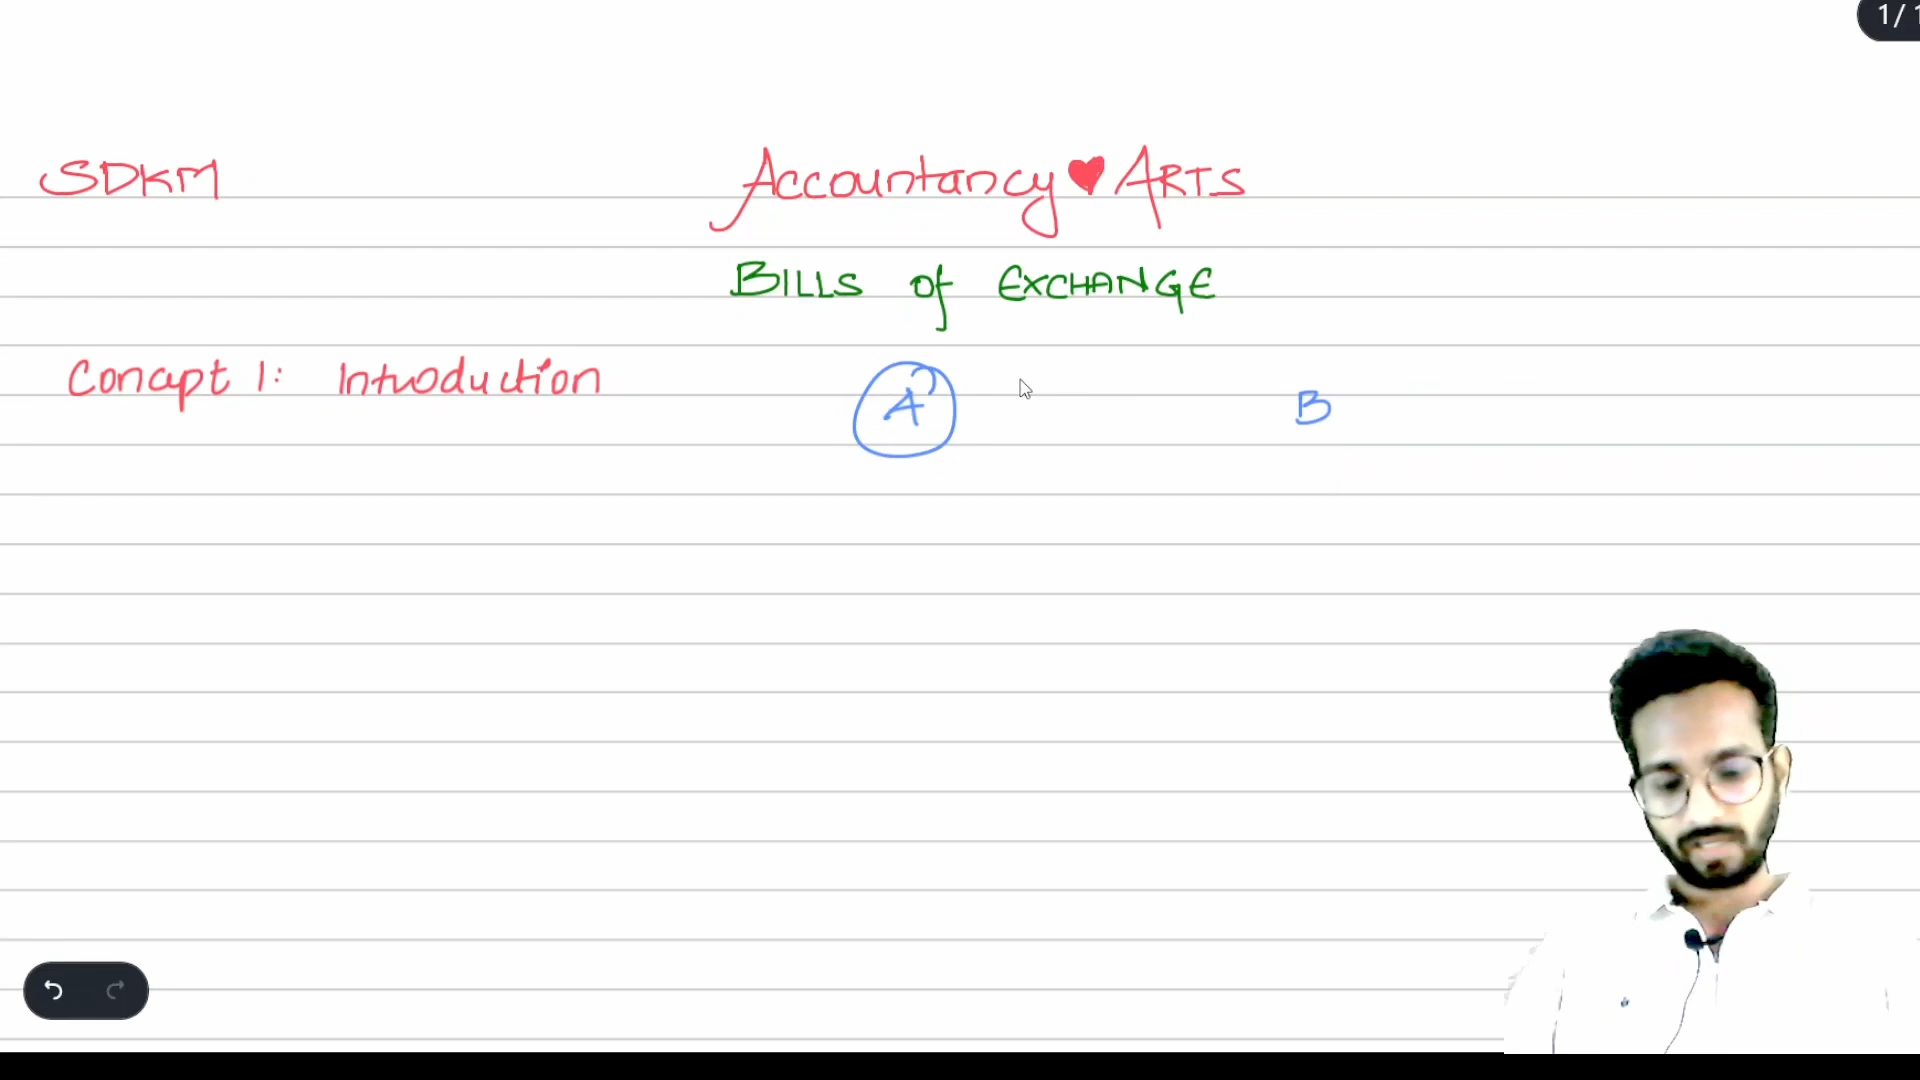 1/1
SDKM Accountancy ♥ ARTS
BILLS of EXCHANGE
Concept 1: Introduction A B